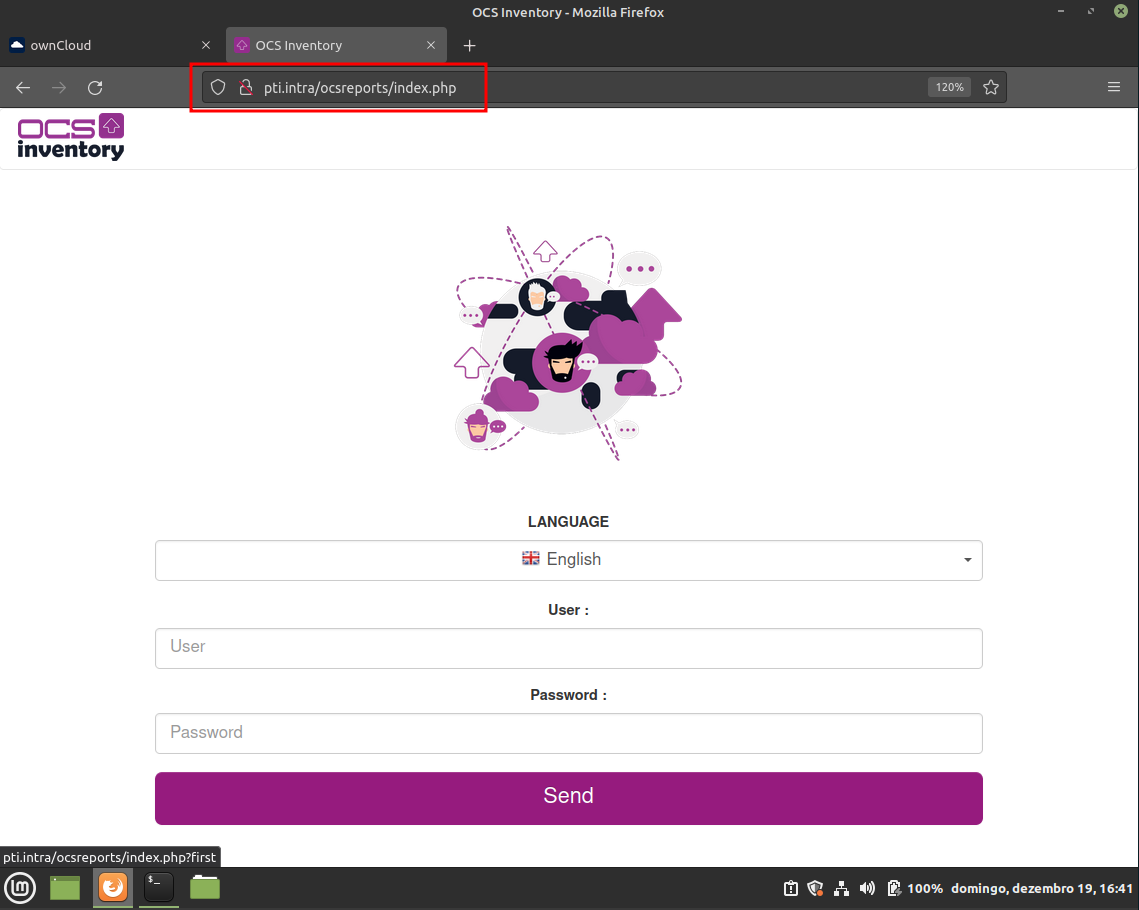 OCS Inventory - Mozilla Firefox
ownCloud
OCS Inventory
pti.intra/ocsreports/index.php
120%
OCS
inventory
LANGUAGE
English
User :
User
Password :
Password
Send
pti.intra/ocsreports/index.php?first
100% domingo, dezembro 19, 16:41